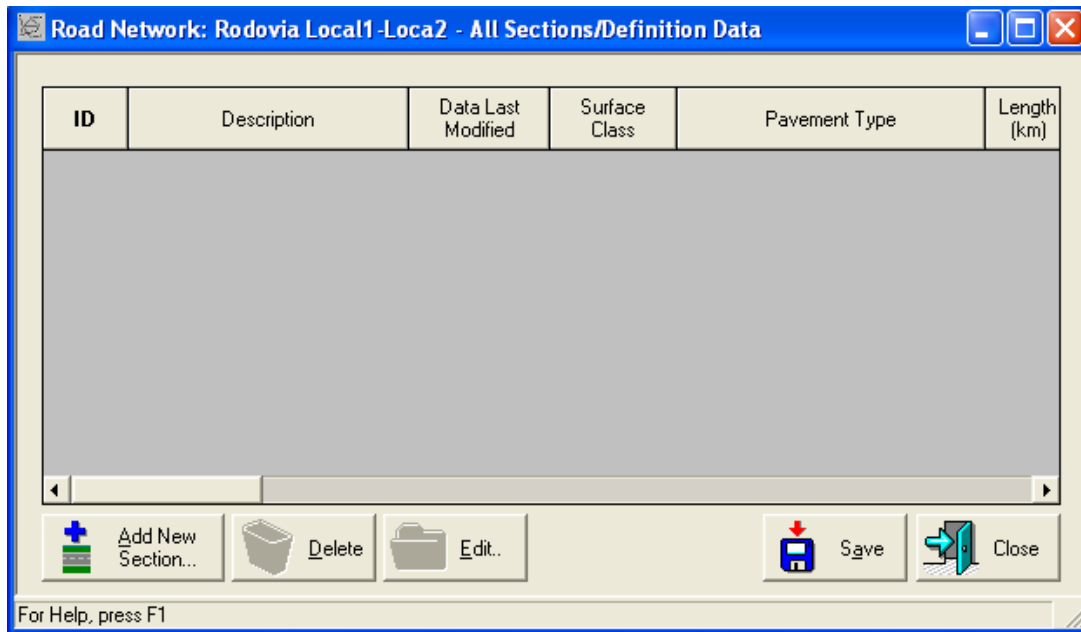 Road Network: Rodovia Local1-Loca2 - All Sections/Definition Data
ID
Description
Data Last
Modified
Surface
Class
Pavement Type
Length
(km)
Add New
Section...
Delete
Edit..
Save
Close
For Help, press F1